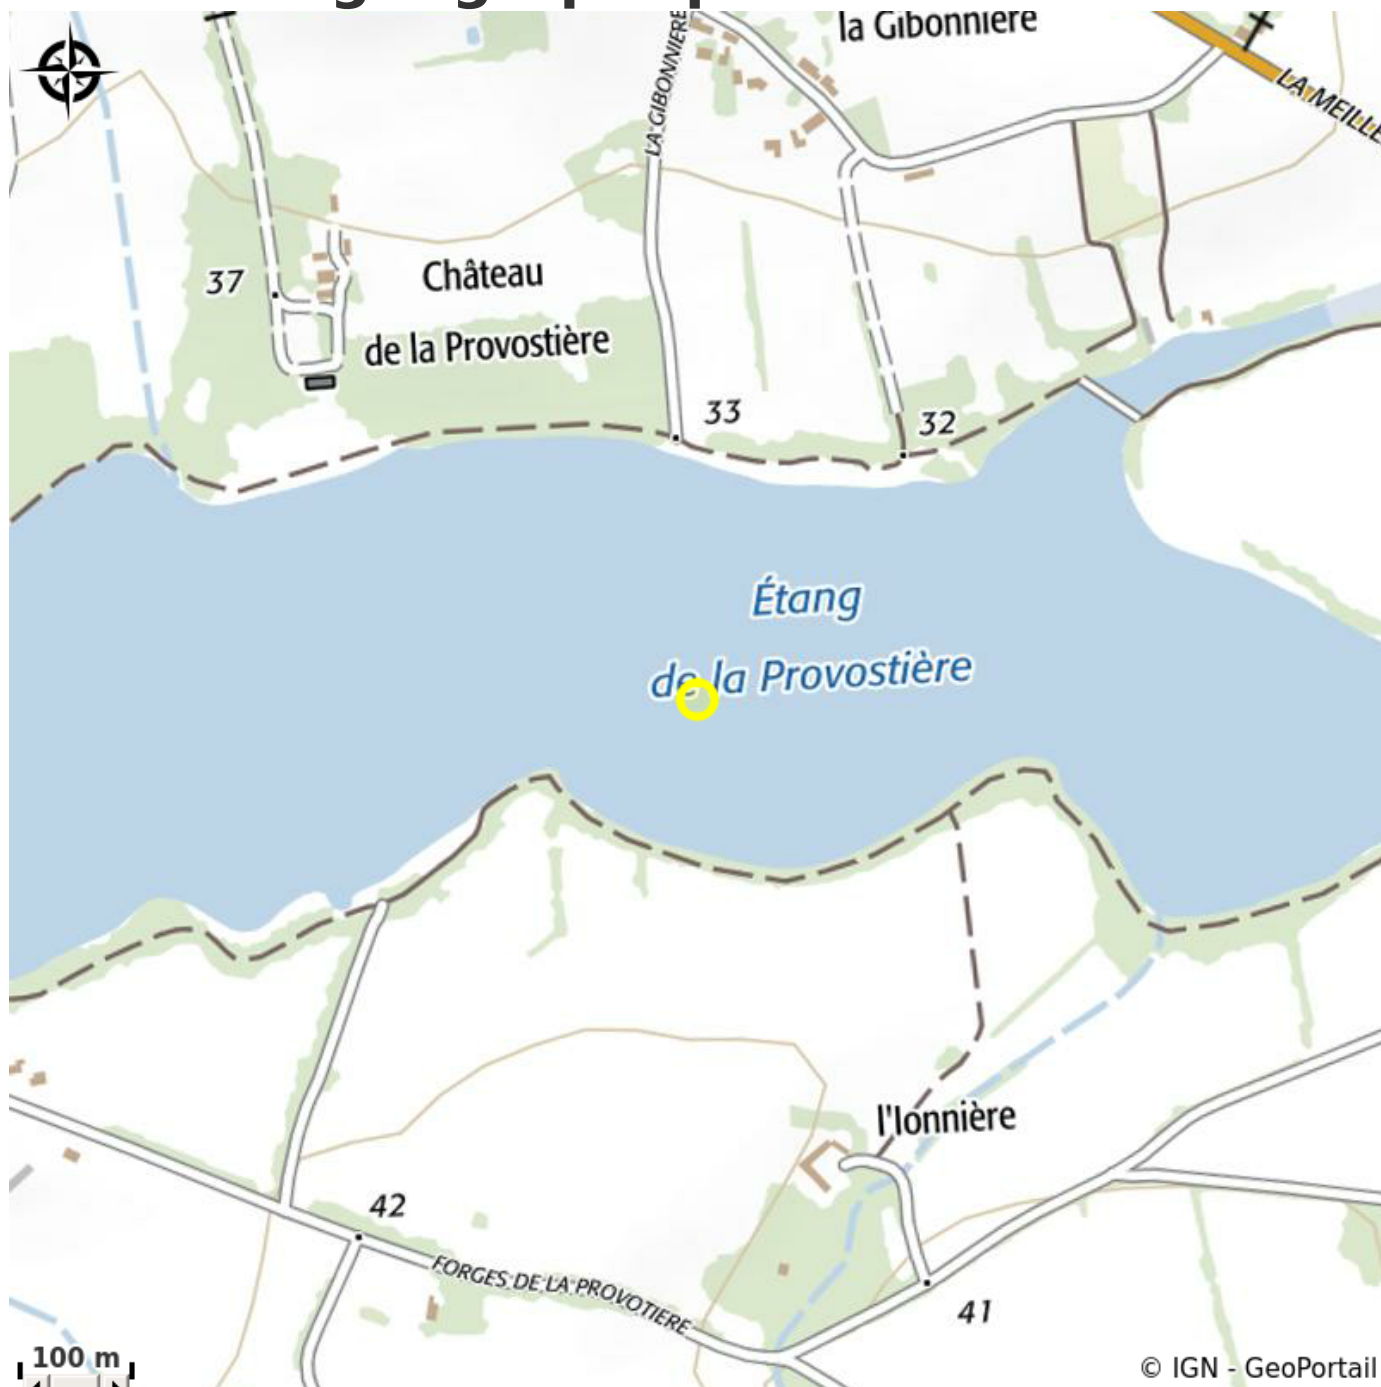 la Gibonnière
LA GIBONNIERE
LA MEILLE
37
Château
de la Provostière
33
32
Étang
de la Provostière
l'Ionnière
42
FORGES DE LA PROVOTIERE
41
100 m
© IGN - GeoPortail